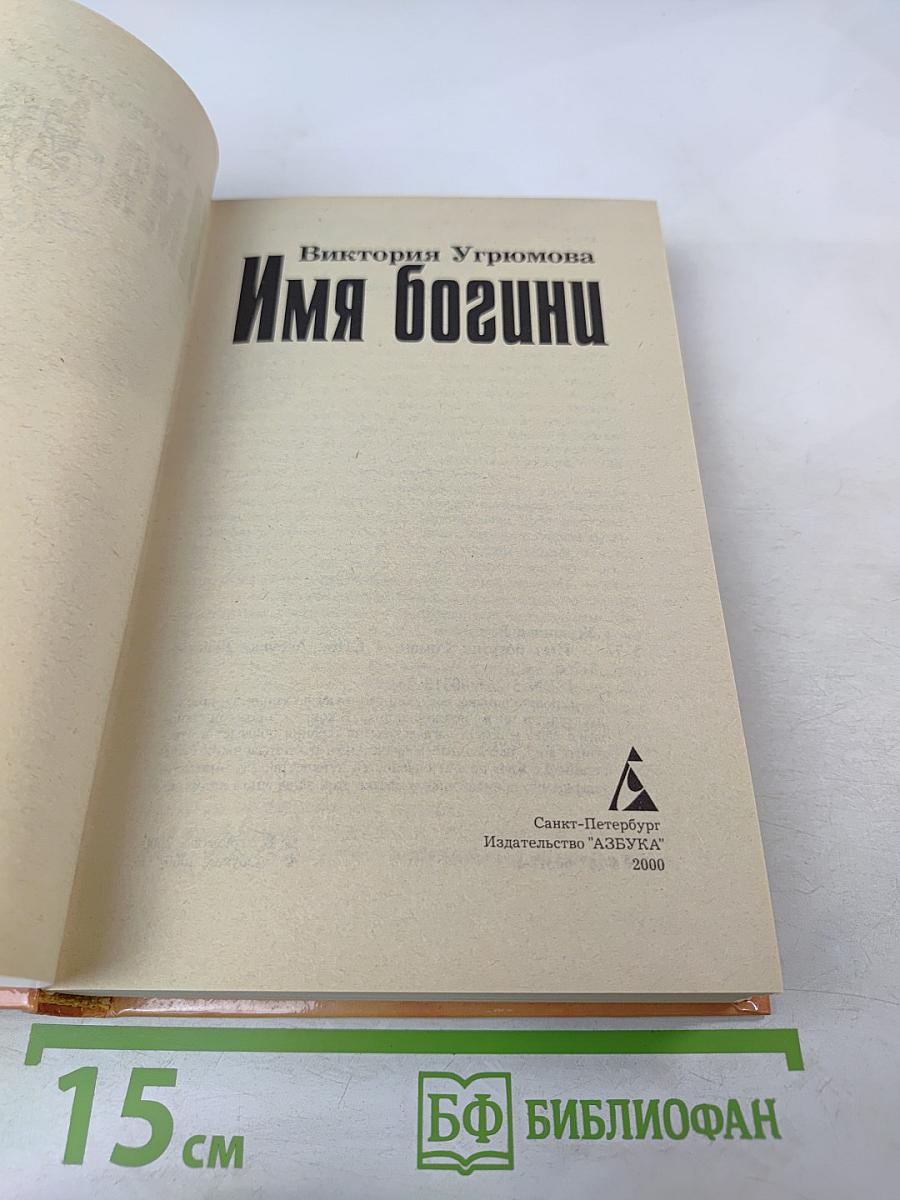 Виктория Угрюмова
Имя богини
Санкт-Петербург
Издательство "АЗБУКА"
2000
15 см
БФ БИБЛИОФАН